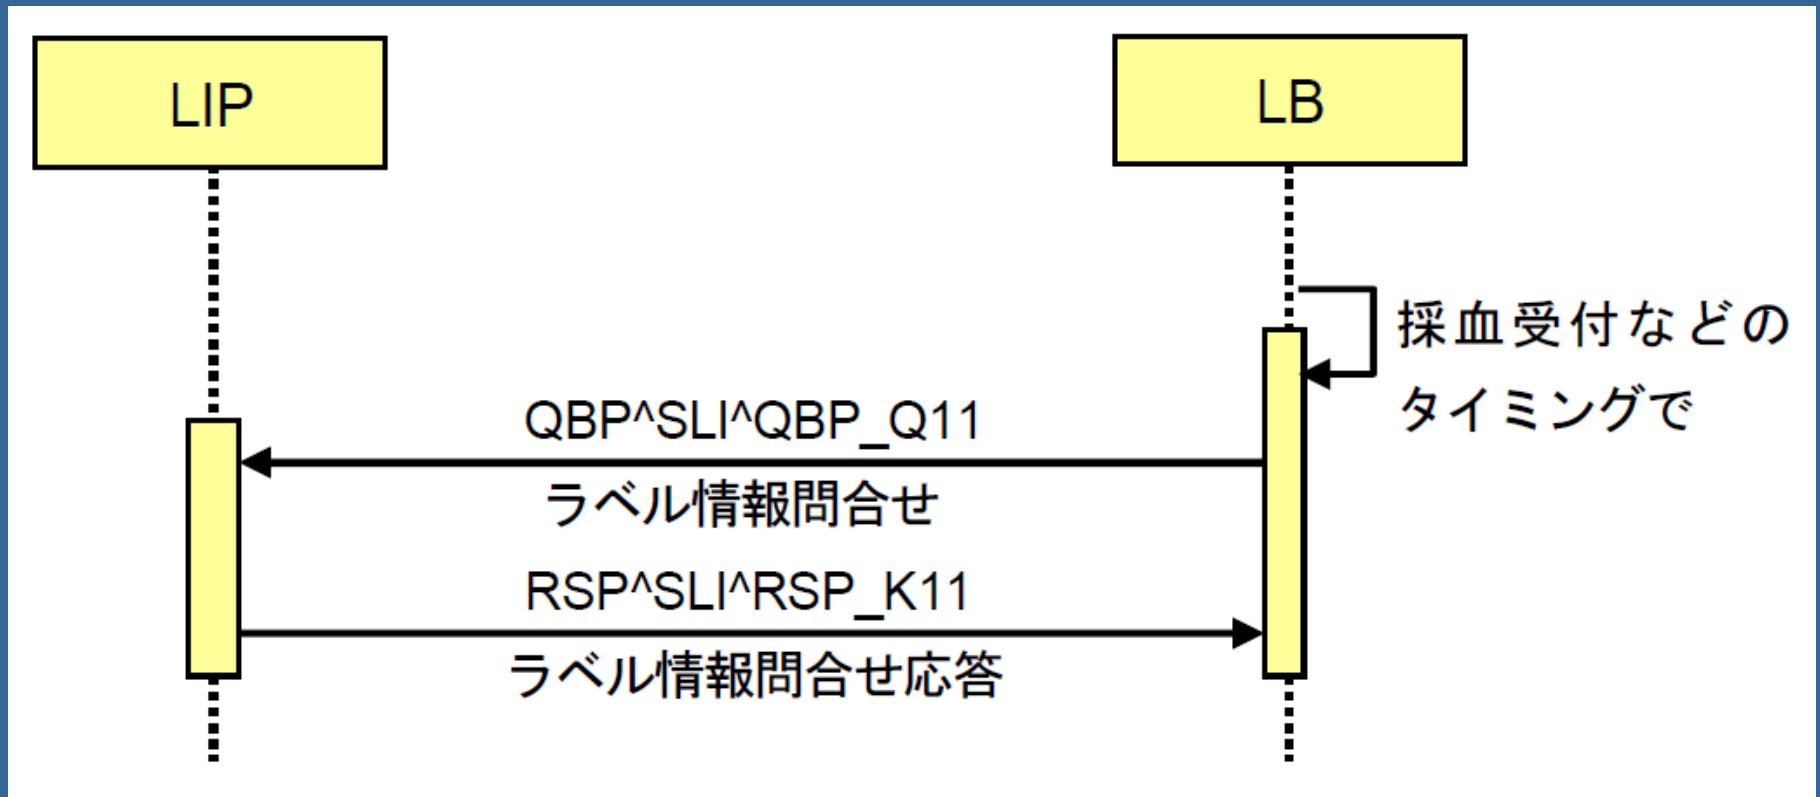 LIP
LB
採血受付などの
タイミングで
QBP^SLI^QBP_Q11
ラベル情報問合せ
RSP^SLI^RSP_K11
ラベル情報問合せ応答